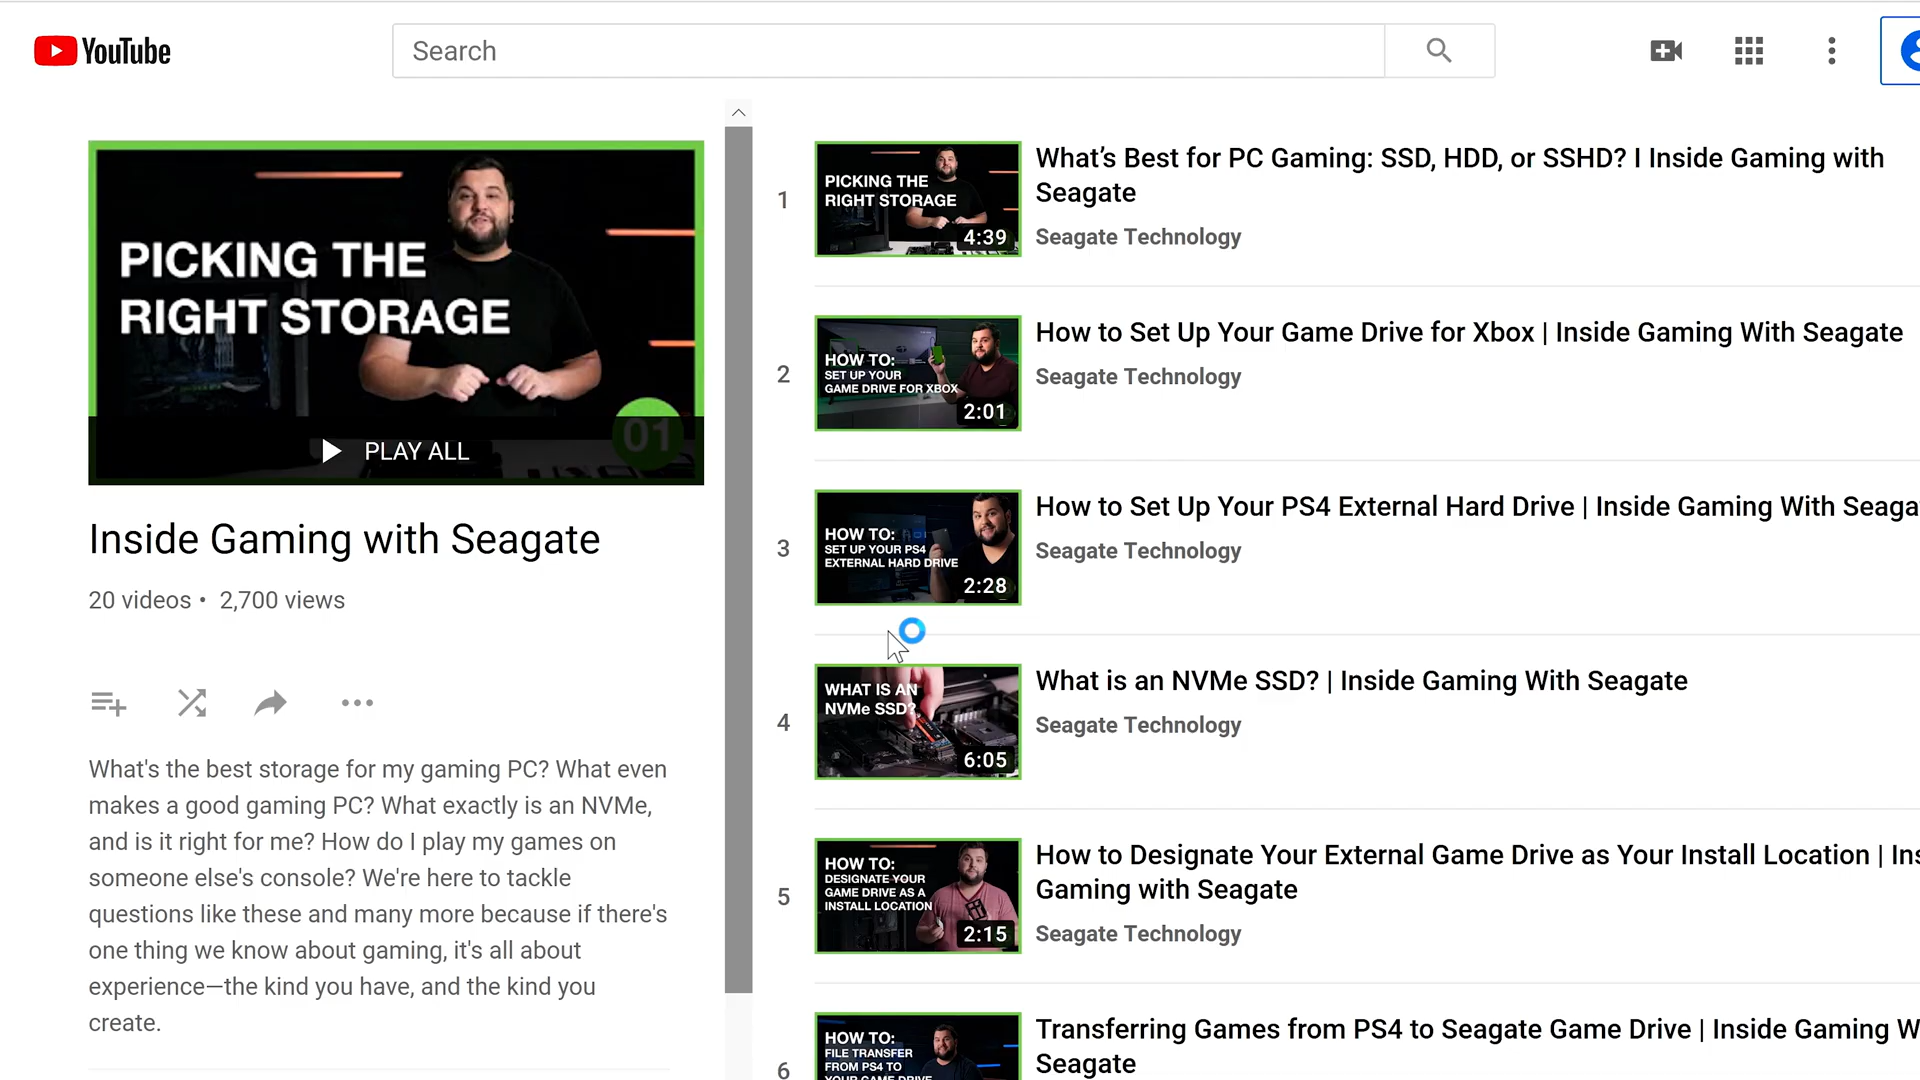 YouTube
Search
PICKING THE
RIGHT STORAGE
01
PLAY ALL
Inside Gaming with Seagate
20 videos • 2,700 views
What's the best storage for my gaming PC? What even
makes a good gaming PC? What exactly is an NVMe,
and is it right for me? How do I play my games on
someone else's console? We're here to tackle
questions like these and many more because if there's
one thing we know about gaming, it's all about
experience—the kind you have, and the kind you
create.
1
PICKING THE
RIGHT STORAGE
4:39
What’s Best for PC Gaming: SSD, HDD, or SSHD? I Inside Gaming with
Seagate
Seagate Technology
2
HOW TO:
SET UP YOUR
GAME DRIVE FOR XBOX
2:01
How to Set Up Your Game Drive for Xbox | Inside Gaming With Seagate
Seagate Technology
3
HOW TO:
SET UP YOUR PS4
EXTERNAL HARD DRIVE
2:28
How to Set Up Your PS4 External Hard Drive | Inside Gaming With Seaga
Seagate Technology
4
WHAT IS AN
NVMe SSD?
6:05
What is an NVMe SSD? | Inside Gaming With Seagate
Seagate Technology
5
HOW TO:
DESIGNATE YOUR
GAME DRIVE AS A
INSTALL LOCATION
2:15
How to Designate Your External Game Drive as Your Install Location | Ins
Gaming with Seagate
Seagate Technology
6
HOW TO:
FILE TRANSFER
FROM PS4 TO
YOUR GAME DRIVE
Transferring Games from PS4 to Seagate Game Drive | Inside Gaming W
Seagate